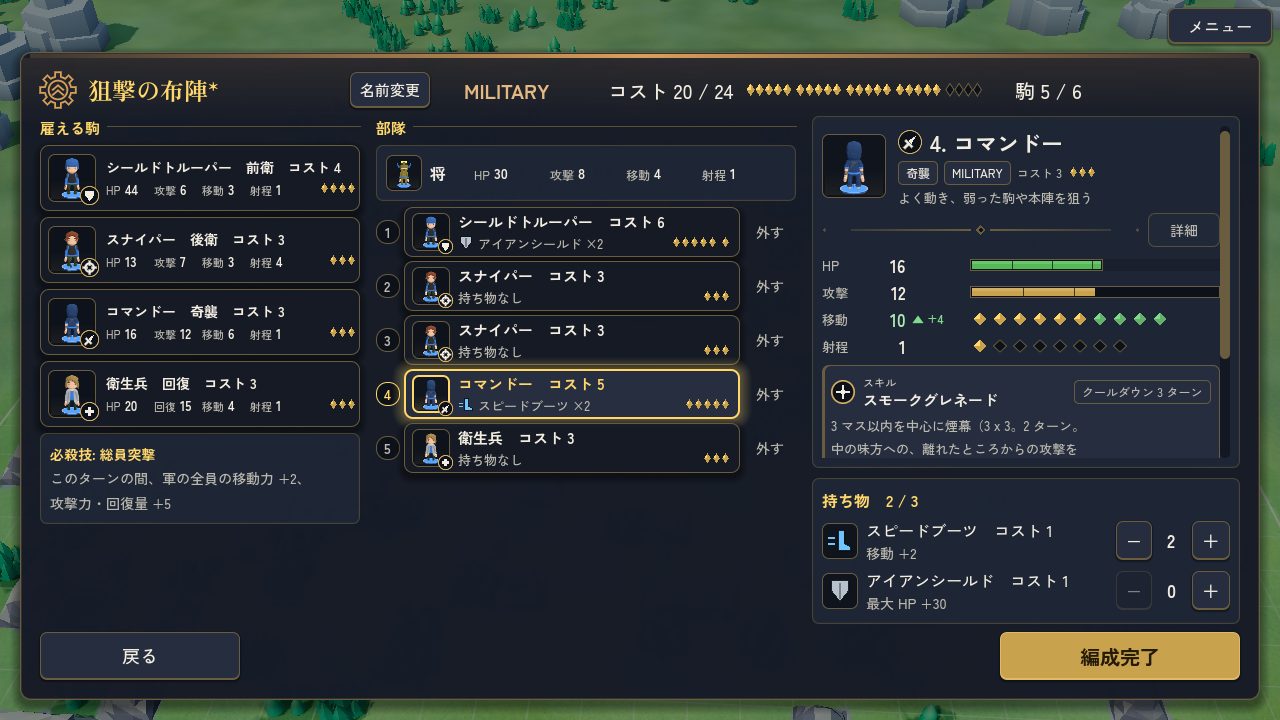 メニュー
狙撃の布陣*
名前変更
MILITARY
コスト 20 / 24
駒 5 / 6
雇える駒
シールドトルーパー 前衛 コスト 4
HP 44 攻撃 6 移動 3 射程 1
スナイパー 後衛 コスト 3
HP 13 攻撃 7 移動 3 射程 4
コマンドー 奇襲 コスト 3
HP 16 攻撃 12 移動 6 射程 1
衛生兵 回復 コスト 3
HP 20 回復 15 移動 4 射程 1
必殺技: 総員突撃
このターンの間、軍の全員の移動力 +2、
攻撃力・回復量 +5
部隊
将 HP 30 攻撃 8 移動 4 射程 1
1 シールドトルーパー コスト 6
アイアンシールド ×2
外す
2 スナイパー コスト 3
持ち物なし
外す
3 スナイパー コスト 3
持ち物なし
外す
4 コマンドー コスト 5
スピードブーツ ×2
外す
5 衛生兵 コスト 3
持ち物なし
外す
4. コマンドー
奇襲 MILITARY コスト 3
よく動き、弱った駒や本陣を狙う
詳細
HP 16
攻撃 12
移動 10 ▲ +4
射程 1
スキル
スモークグレネード
クールダウン 3 ターン
3 マス以内を中心に煙幕（3 x 3。2 ターン。
中の味方への、離れたところからの攻撃を
持ち物 2 / 3
スピードブーツ コスト 1
移動 +2
− 2 +
アイアンシールド コスト 1
最大 HP +30
− 0 +
戻る
編成完了